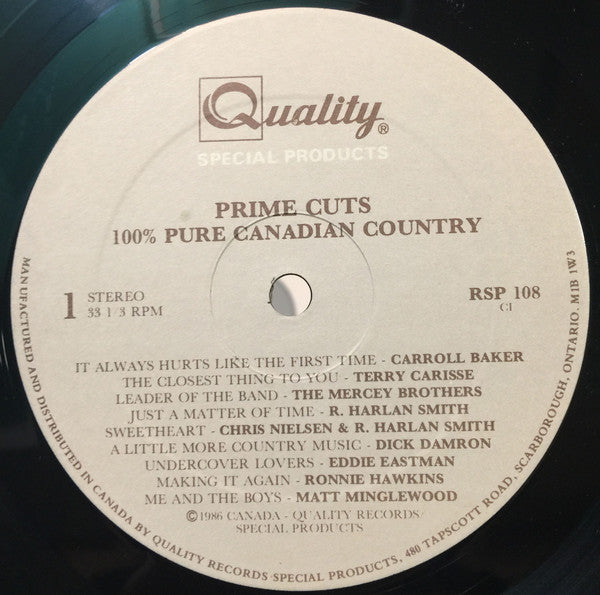 Quality®
SPECIAL PRODUCTS
PRIME CUTS
100% PURE CANADIAN COUNTRY
1
STEREO
33 1/3 RPM
RSP 108
C1
IT ALWAYS HURTS LIKE THE FIRST TIME - CARROLL BAKER
THE CLOSEST THING TO YOU - TERRY CARISSE
LEADER OF THE BAND - THE MERCEY BROTHERS
JUST A MATTER OF TIME - R. HARLAN SMITH
SWEETHEART - CHRIS NIELSEN & R. HARLAN SMITH
A LITTLE MORE COUNTRY MUSIC - DICK DAMRON
UNDERCOVER LOVERS - EDDIE EASTMAN
MAKING IT AGAIN - RONNIE HAWKINS
ME AND THE BOYS - MATT MINGLEWOOD
©1986 CANADA - QUALITY RECORDS/
SPECIAL PRODUCTS
MANUFACTURED AND DISTRIBUTED IN CANADA BY QUALITY RECORDS SPECIAL PRODUCTS, 480 TAPSCOTT ROAD, SCARBOROUGH, ONTARIO. M1B 1W3